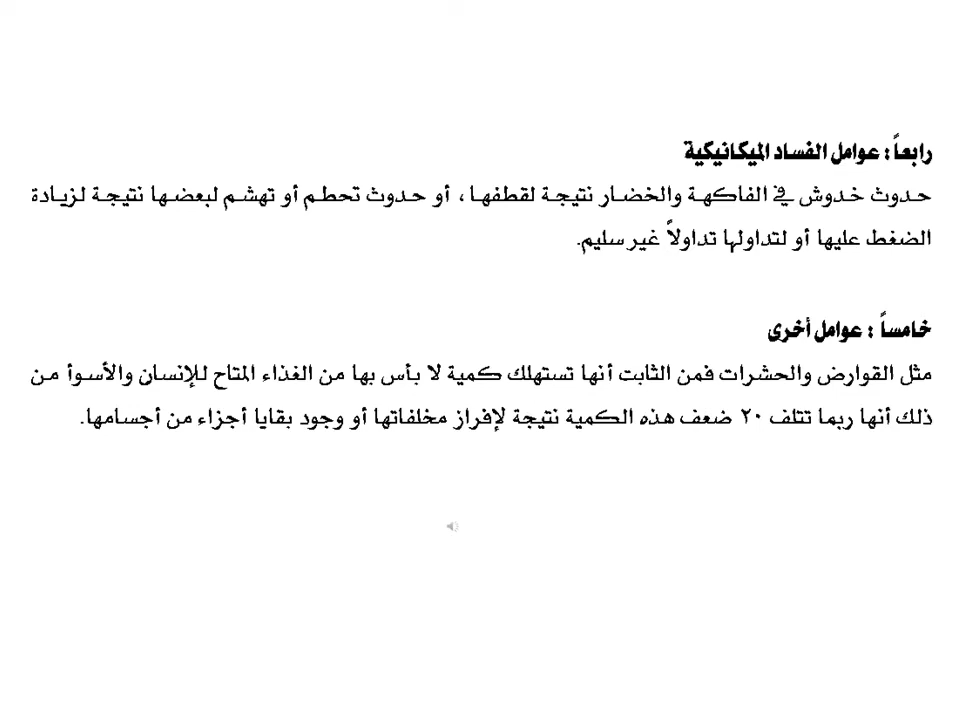 رابعاً : عوامل الفساد الميكانيكية
حدوث خدوش في الفاكهة والخضار نتيجة لقطفها ، أو حدوث تحطم أو تهشم لبعضها نتيجة لزيادة
الضغط عليها أو لتداولها تداولاً غير سليم.
خامساً : عوامل أخرى
مثل القوارض والحشرات فمن الثابت أنها تستهلك كمية لا بأس بها من الغذاء المتاح للإنسان والأسوأ من
ذلك أنها ربما تتلف ٢٠ ضعف هذه الكمية نتيجة لإفراز مخلفاتها أو وجود بقايا أجزاء من أجسامها.